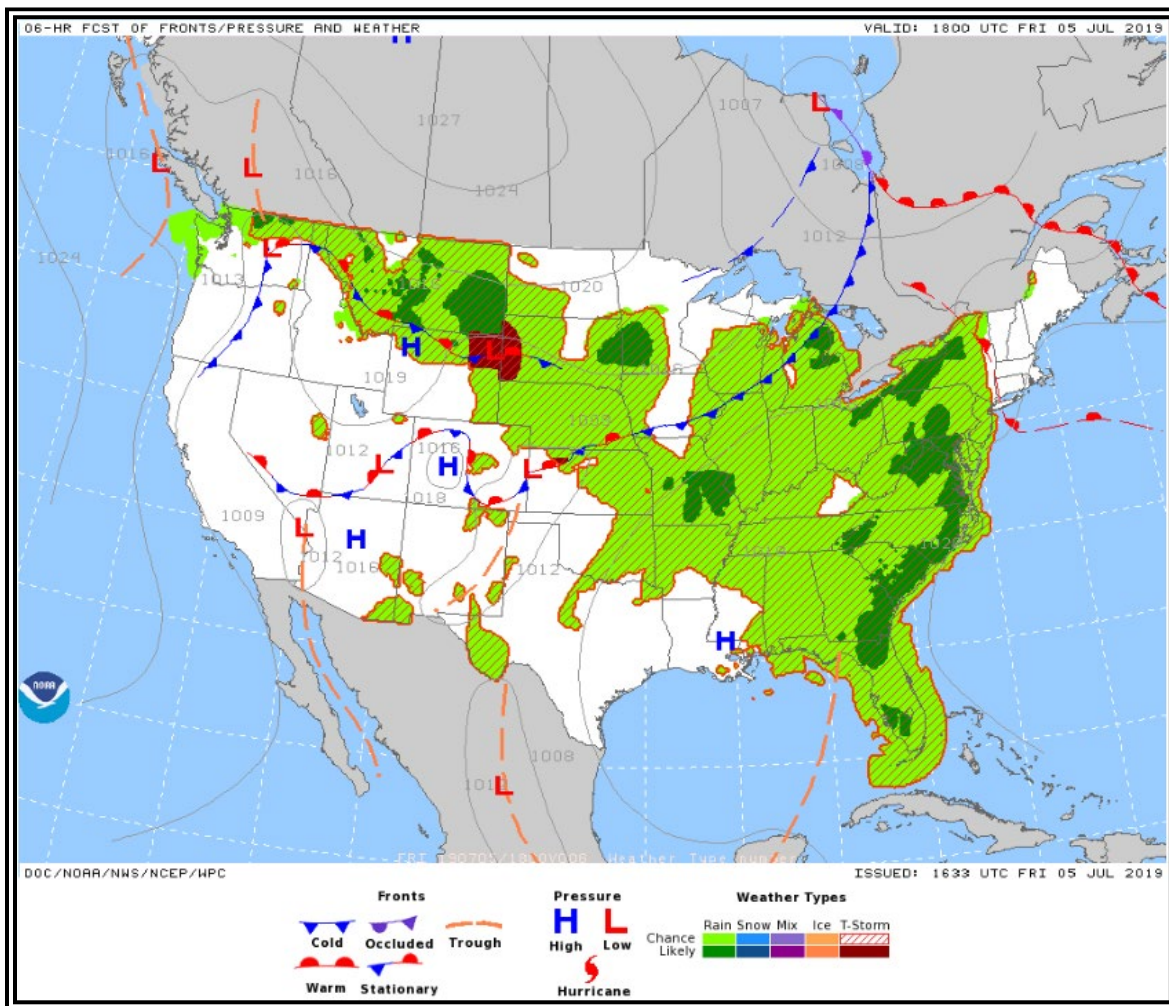 06-HR FCST OF FRONTS/PRESSURE AND WEATHER
VALID: 1800 UTC FRI 05 JUL 2019
H
1027
1007
L
1016
L
L
1016
1024
1008
1024
1012
L
1013
1020
H
L
1019
1012
1016
L
H
L
1018
1009
L
H
1012
1016
1012
1020
H
NOAA
1008
L
DOC/NOAA/NWS/NCEP/WPC
ISSUED: 1633 UTC FRI 05 JUL 2019
Fronts
Pressure
Weather Types
H
L
Rain Snow Mix Ice T-Storm
Cold Occluded Trough
High Low
Chance
Likely
Warm Stationary
Hurricane